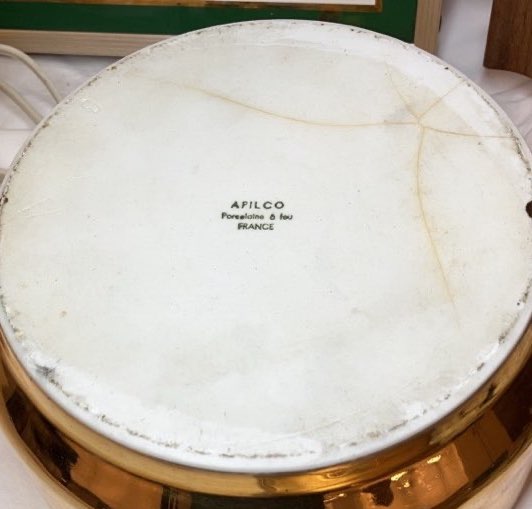 APILCO
Porcelaine à feu
FRANCE